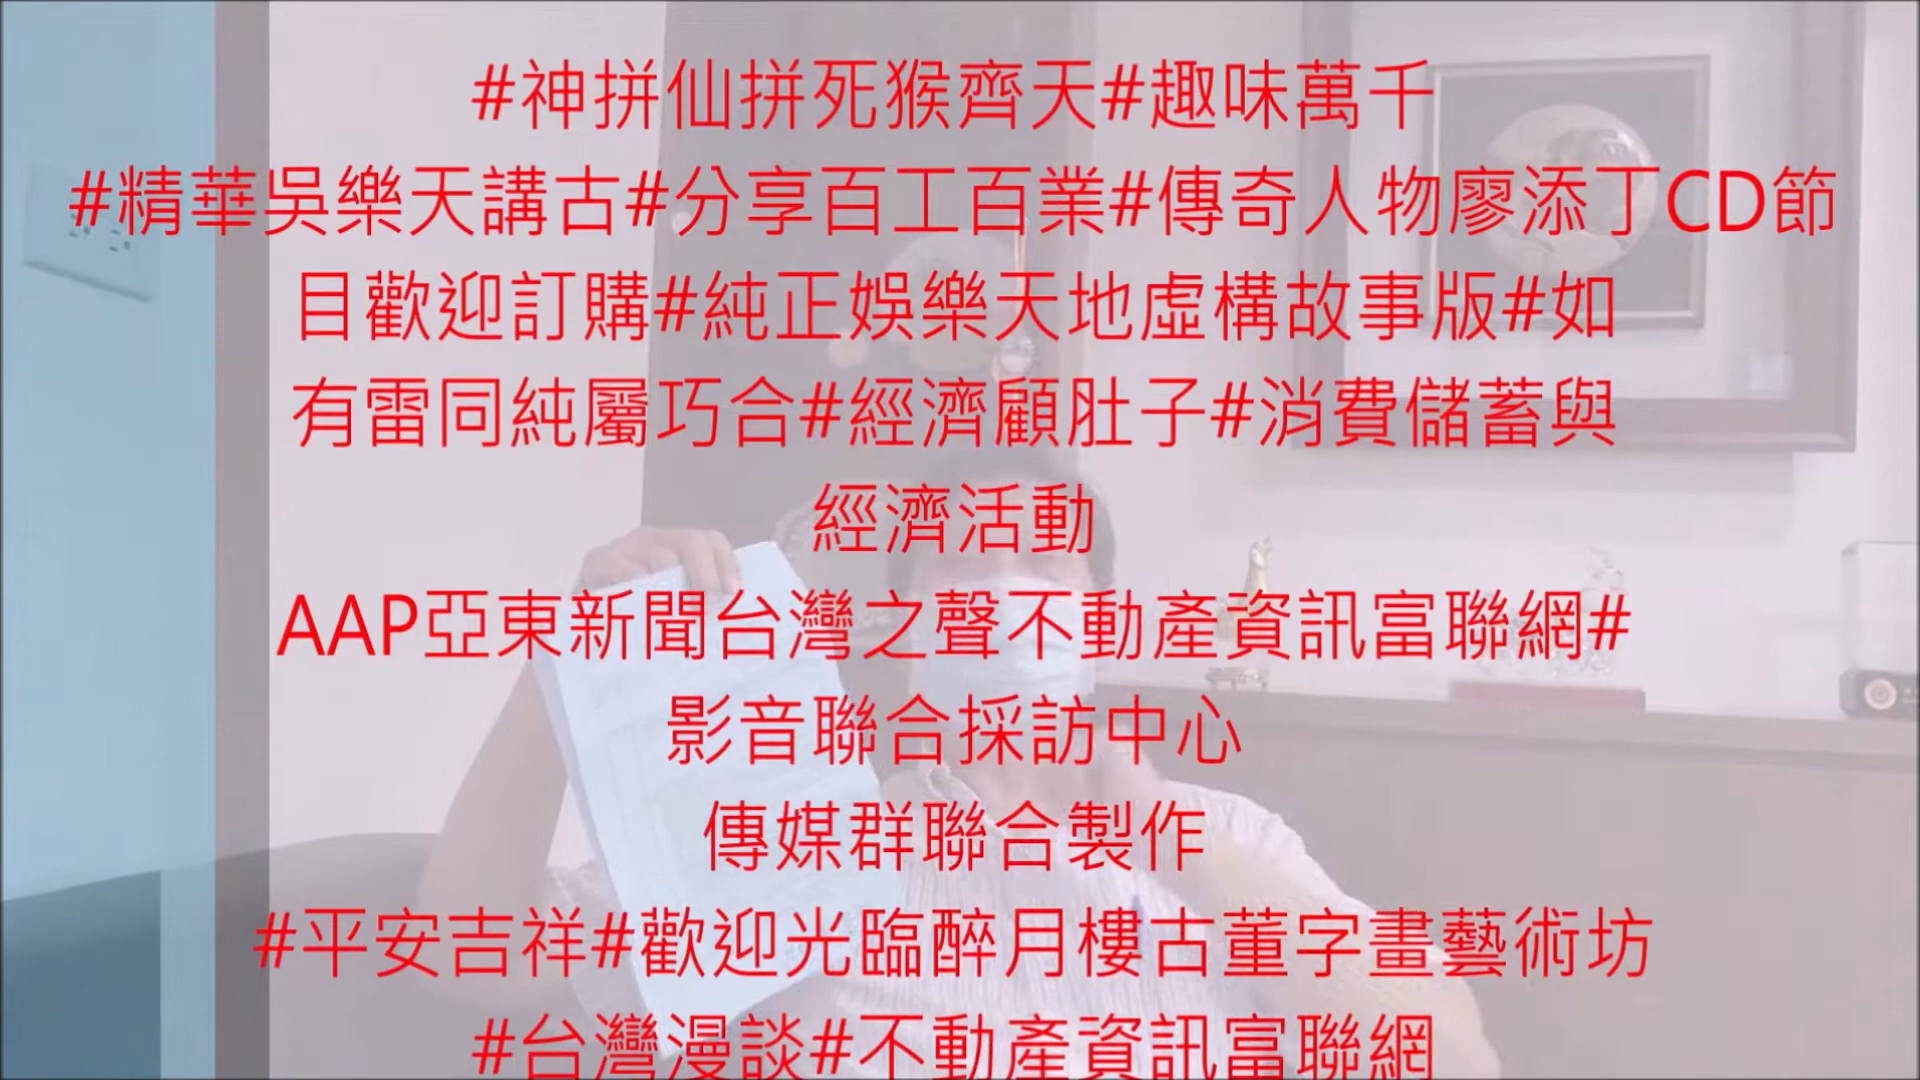 #神拼仙拼死猴齊天#趣味萬千
#精華吳樂天講古#分享百工百業#傳奇人物廖添丁CD節
目歡迎訂購#純正娛樂天地虛構故事版#如
有雷同純屬巧合#經濟顧肚子#消費儲蓄與
經濟活動
AAP亞東新聞台灣之聲不動產資訊富聯網#
影音聯合採訪中心
傳媒群聯合製作
#平安吉祥#歡迎光臨醉月樓古董字畫藝術坊
#台灣漫談#不動產資訊富聯網